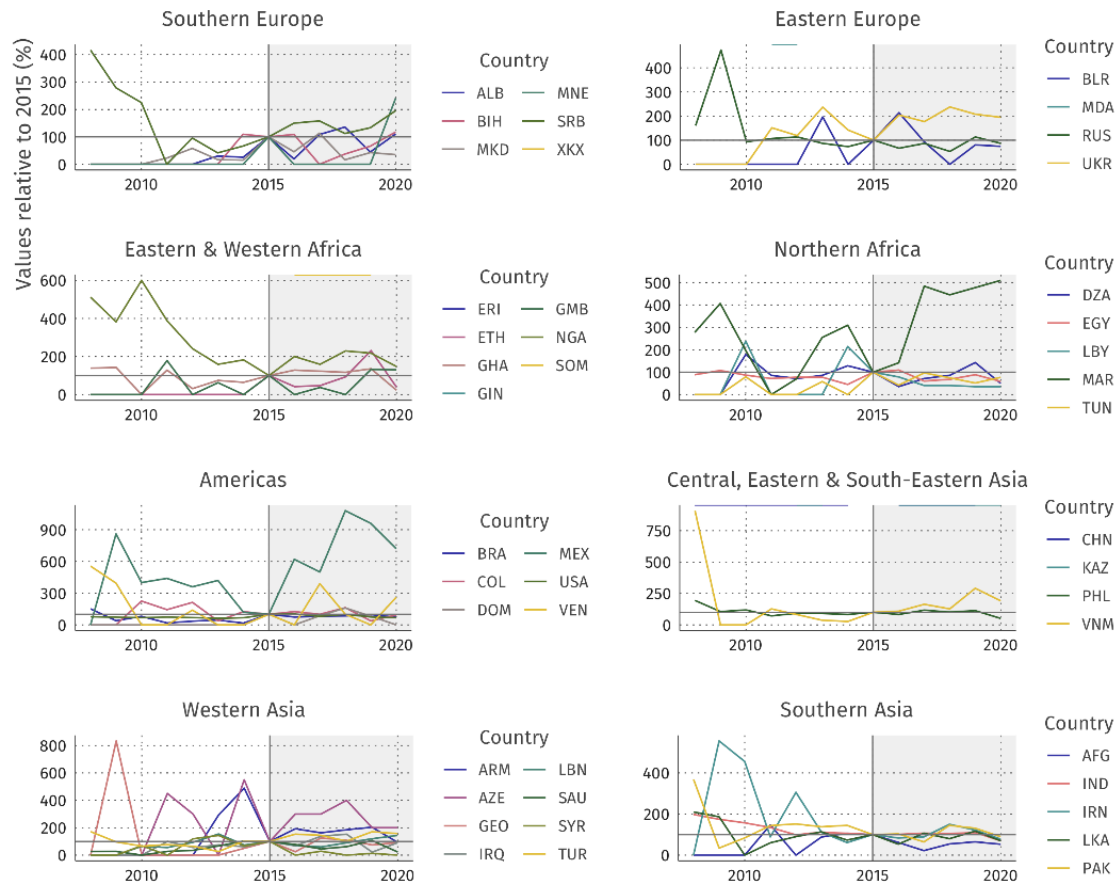 Southern Europe
Values relative to 2015 (%)
400
300
200
100
0
2010
2015
2020
Country
ALB MNE
BIH SRB
MKD XKX
Eastern Europe
400
300
200
100
0
2010
2015
2020
Country
BLR
MDA
RUS
UKR
Eastern & Western Africa
600
400
200
0
2010
2015
2020
Country
ERI GMB
ETH NGA
GHA SOM
GIN
Northern Africa
500
400
300
200
100
0
2010
2015
2020
Country
DZA
EGY
LBY
MAR
TUN
Americas
900
600
300
0
2010
2015
2020
Country
BRA MEX
COL USA
DOM VEN
Central, Eastern & South-Eastern Asia
750
500
250
0
2010
2015
2020
Country
CHN
KAZ
PHL
VNM
Western Asia
800
600
400
200
0
2010
2015
2020
Country
ARM LBN
AZE SAU
GEO SYR
IRQ TUR
Southern Asia
400
200
0
2010
2015
2020
Country
AFG
IND
IRN
LKA
PAK